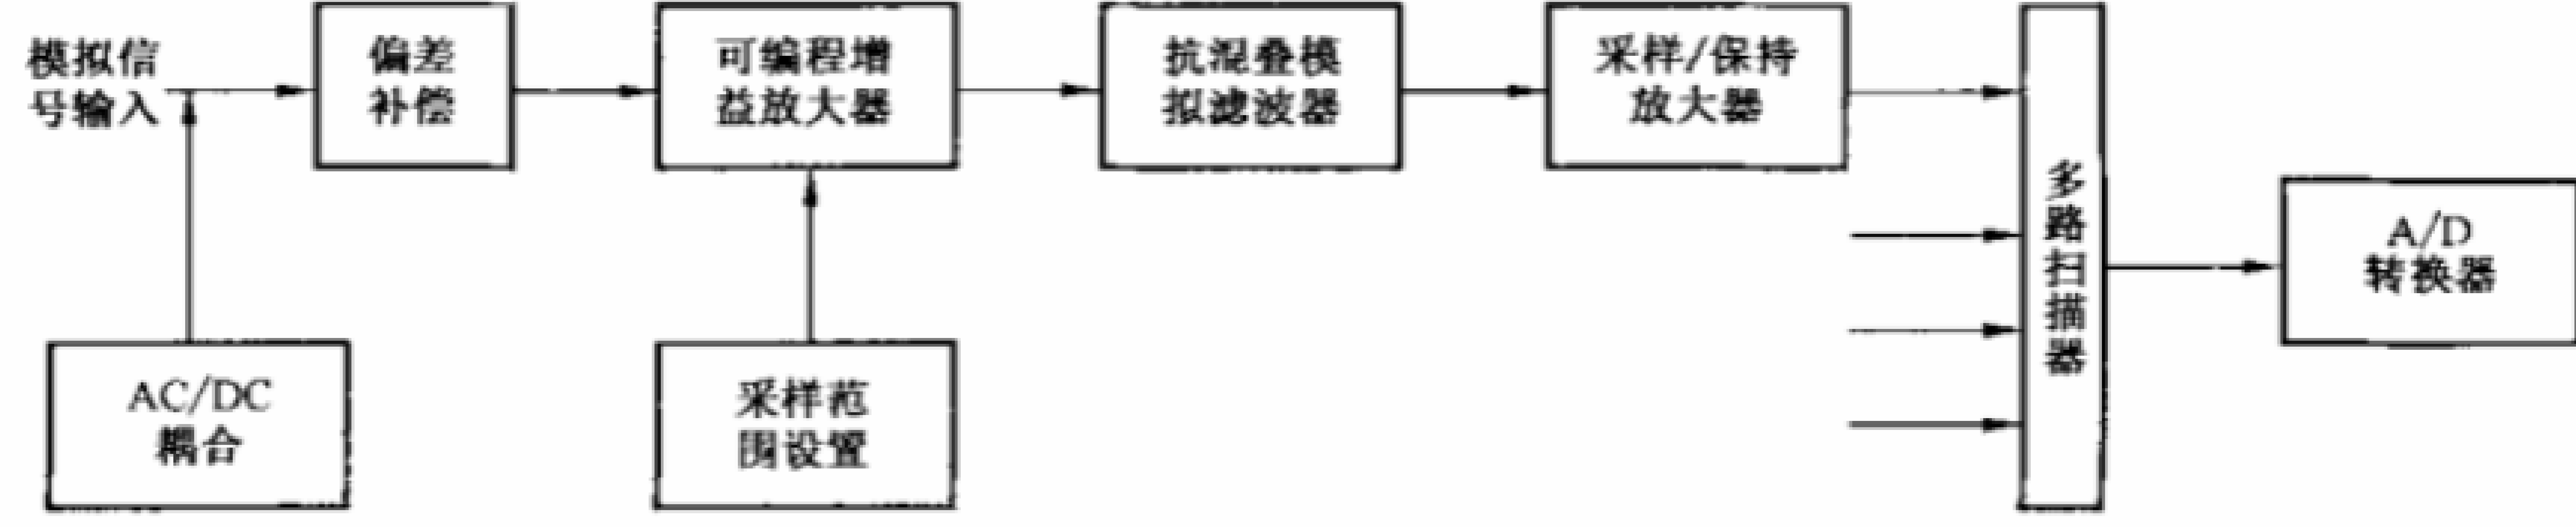 模拟信
号输入
偏差
补偿
可编程增
益放大器
抗混叠模
拟滤波器
采样/保持
放大器
多路扫描器
A/D
转换器
AC/DC
耦合
采样范
围设置